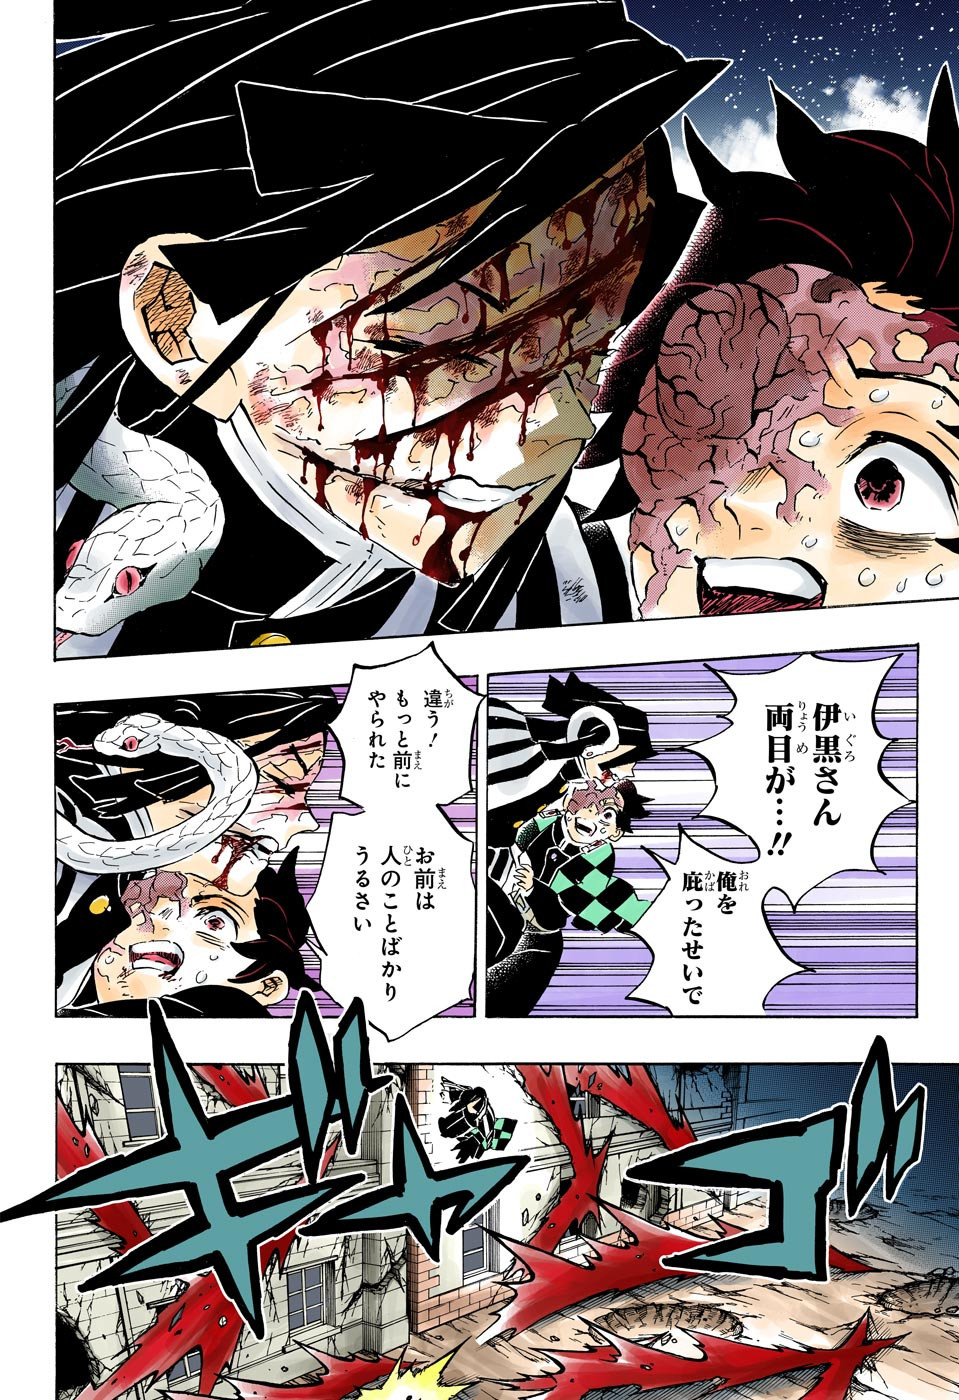 伊黒さん
両目が…!!
俺を
庇ったせいで
違う!
もっと前に
やられた
お前は
人のことばかり
うるさい
ゴ゛
ギャ゛